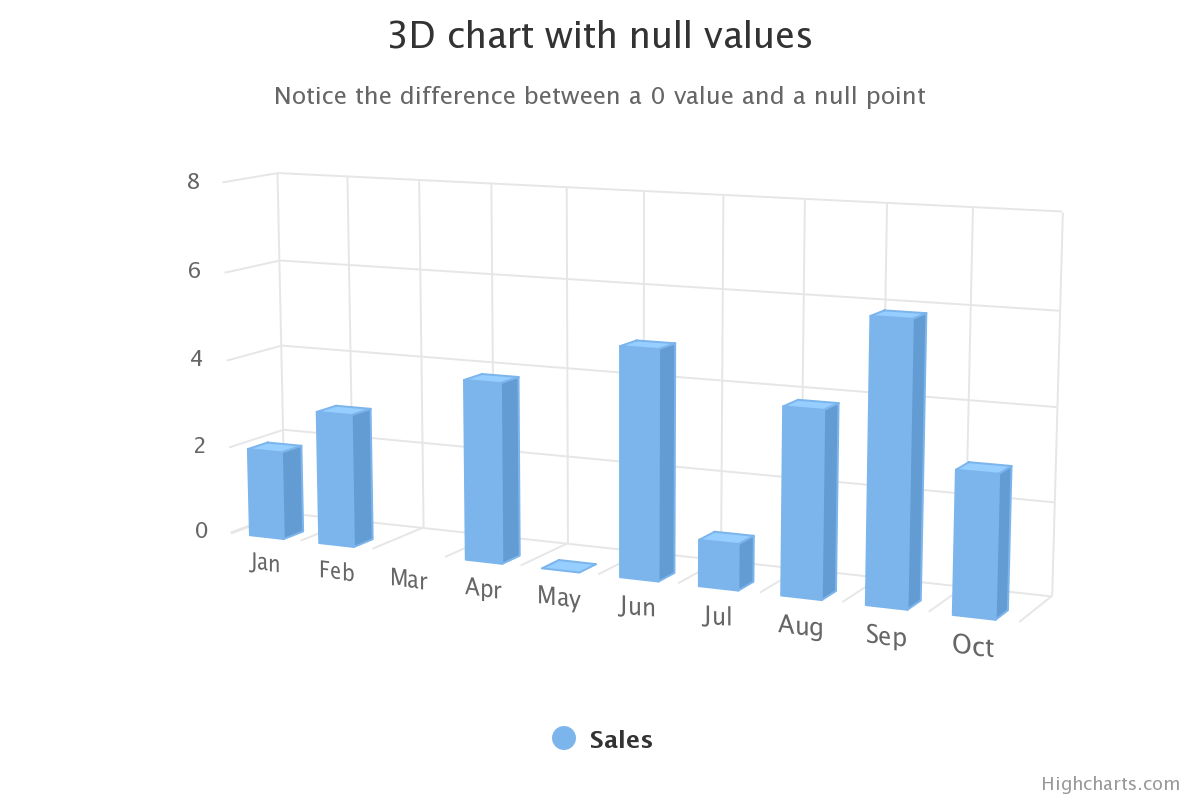 3D chart with null values
Notice the difference between a 0 value and a null point
8
6
4
2
0
Jan
Feb
Mar
Apr
May
Jun
Jul
Aug
Sep
Oct
Sales
Highcharts.com